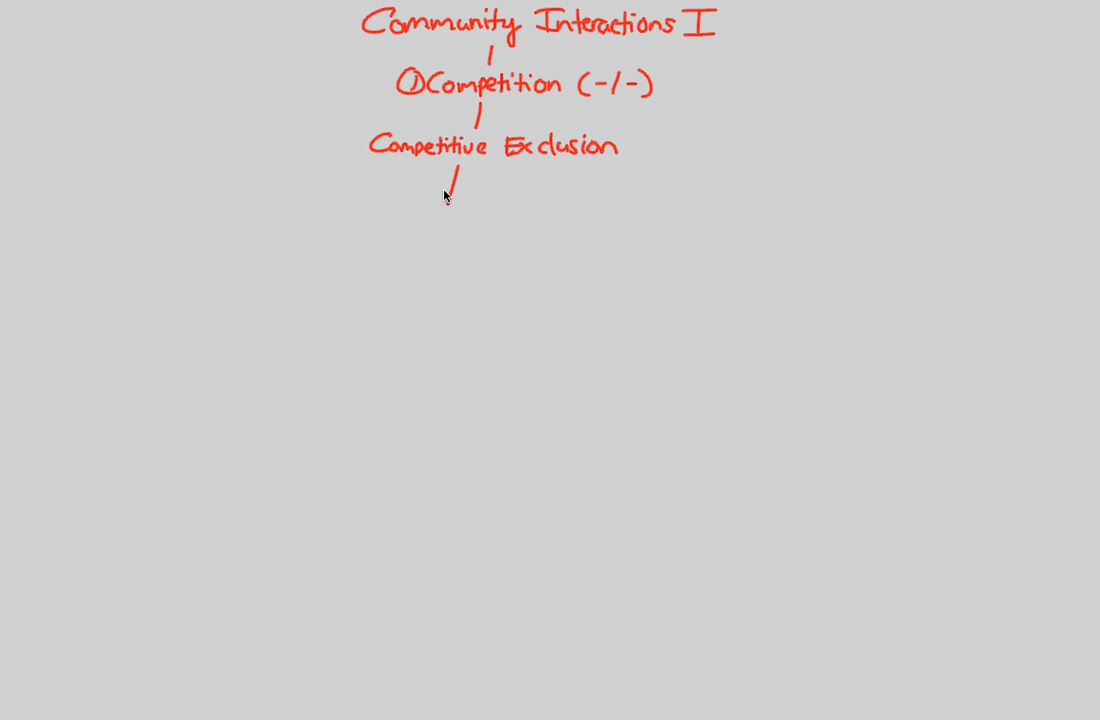 Community Interactions I
①Competition (-/-)
Competitive Exclusion